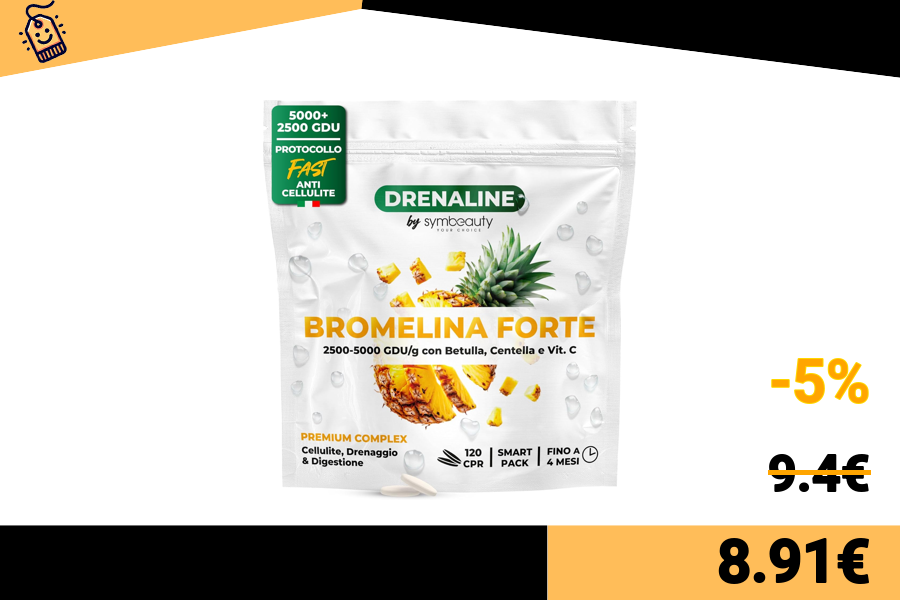 5000+
2500 GDU
PROTOCOLLO
FAST
ANTI
CELLULITE
DRENALINE
by symbeauty
YOUR CHOICE
BROMELINA FORTE
2500-5000 GDU/g con Betulla, Centella e Vit. C
PREMIUM COMPLEX
Cellulite, Drenaggio
& Digestione
120
CPR
SMART
PACK
FINO A
4 MESI
-5%
9.4€
8.91€